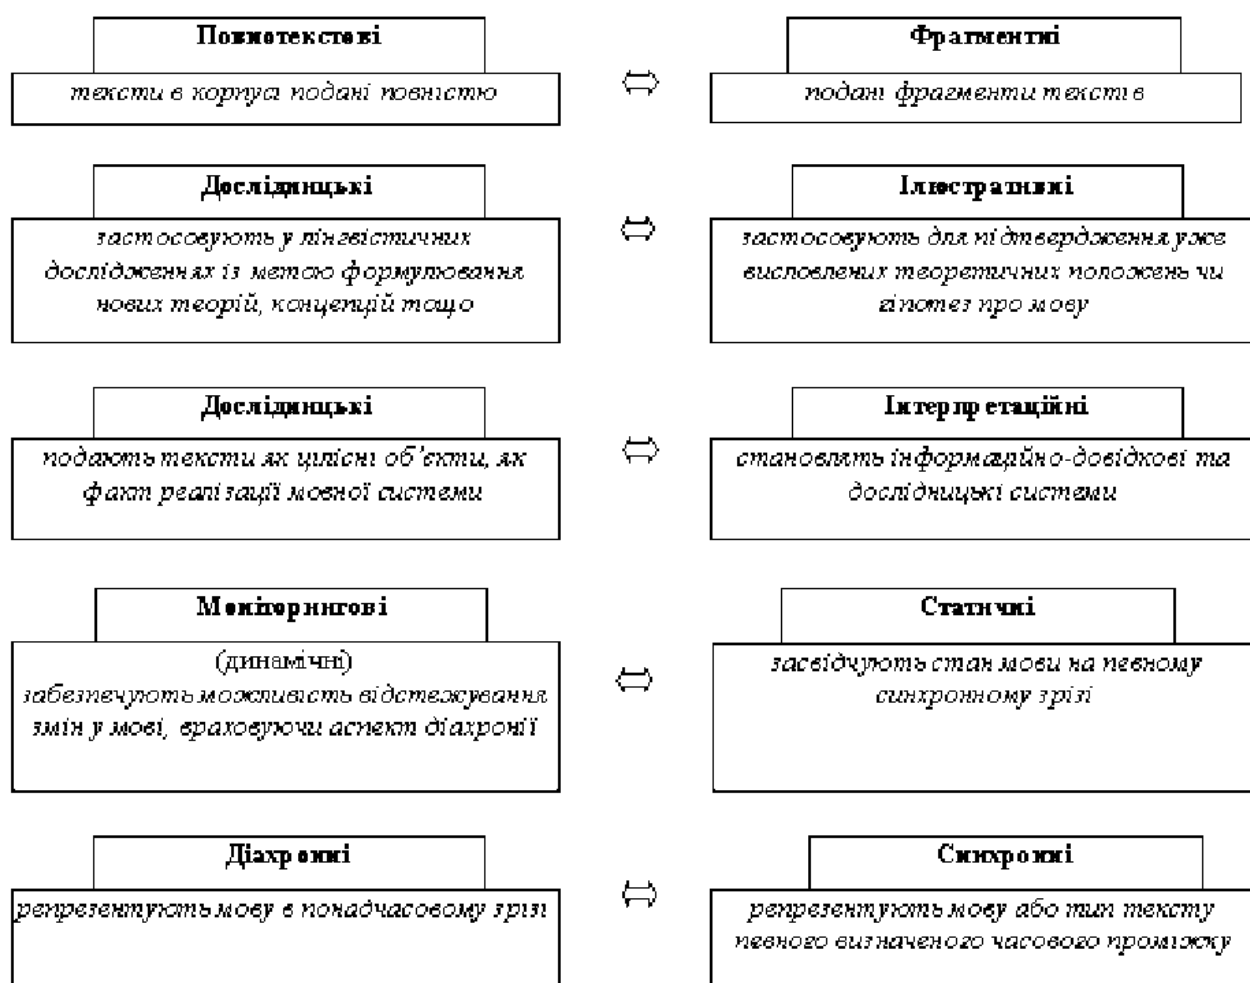 Повнотекстові
тексти в корпусі подані повністю
Фрагментні
подані фрагменти текстів
Дослідницькі
застосовують у лінгвістичних
дослідженнях із метою формулювання
нових теорій, концепцій тощо
Ілюстративні
застосовують для підтвердження уже
висловлених теоретичних положень чи
гіпотез про мову
Дослідницькі
подають тексти як цілісні об’єкти, як
факт реалізації мовної системи
Інтерпретаційні
становлять інформаційно-довідкові та
дослідницькі системи
Моніторингові
(динамічні)
забезпечують можливість відстежування
змін у мові, враховуючи аспект діахронії
Статичні
засвідчують стан мови на певному
синхронному зрізі
Діахронні
репрезентують мову в понадчасовому зрізі
Синхронні
репрезентують мову або тип тексту
певного визначеного часового проміжку